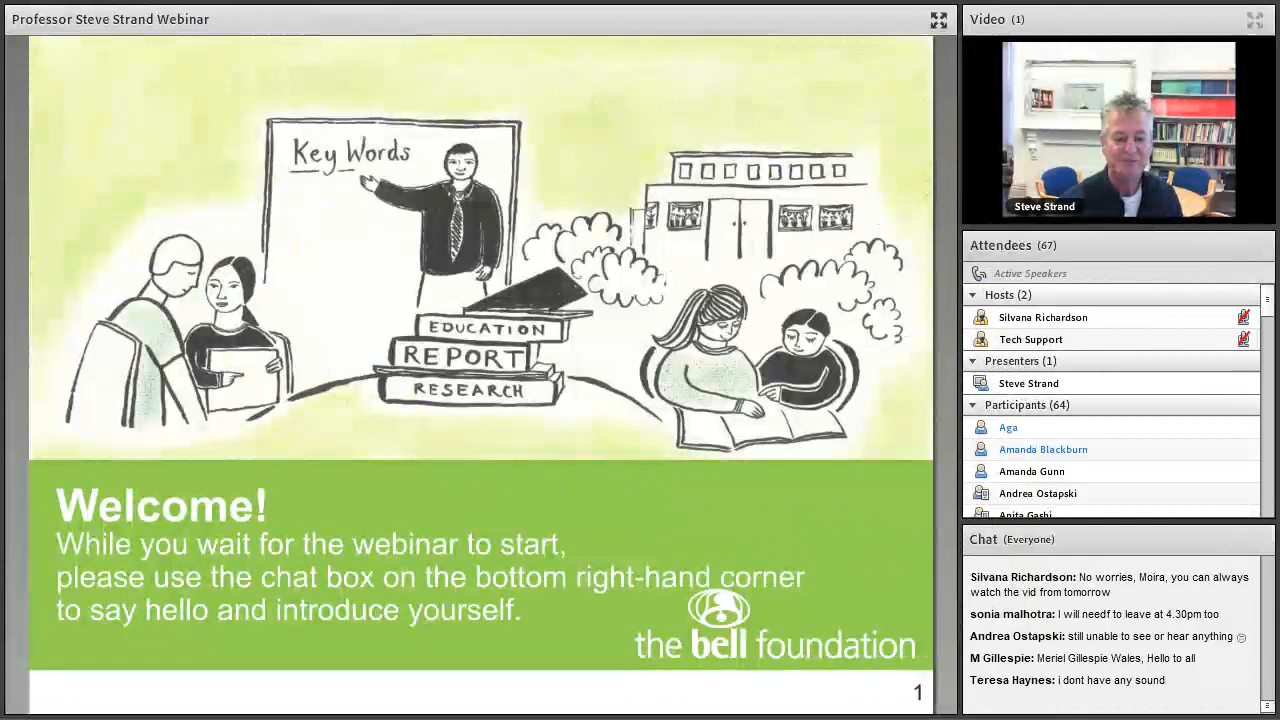 Professor Steve Strand Webinar
Key Words
EDUCATION
REPORT
RESEARCH
Welcome!
While you wait for the webinar to start,
please use the chat box on the bottom right-hand corner
to say hello and introduce yourself.
the bell foundation
1
Video (1)
Steve Strand
Attendees (67)
Active Speakers
Hosts (2)
Silvana Richardson
Tech Support
Presenters (1)
Steve Strand
Participants (64)
Aga
Amanda Blackburn
Amanda Gunn
Andrea Ostapski
Anita Gashi
Chat (Everyone)
Silvana Richardson: No worries, Moira, you can always
watch the vid from tomorrow
sonia malhotra: I will needf to leave at 4.30pm too
Andrea Ostapski: still unable to see or hear anything
M Gillespie: Meriel Gillespie Wales, Hello to all
Teresa Haynes: i dont have any sound